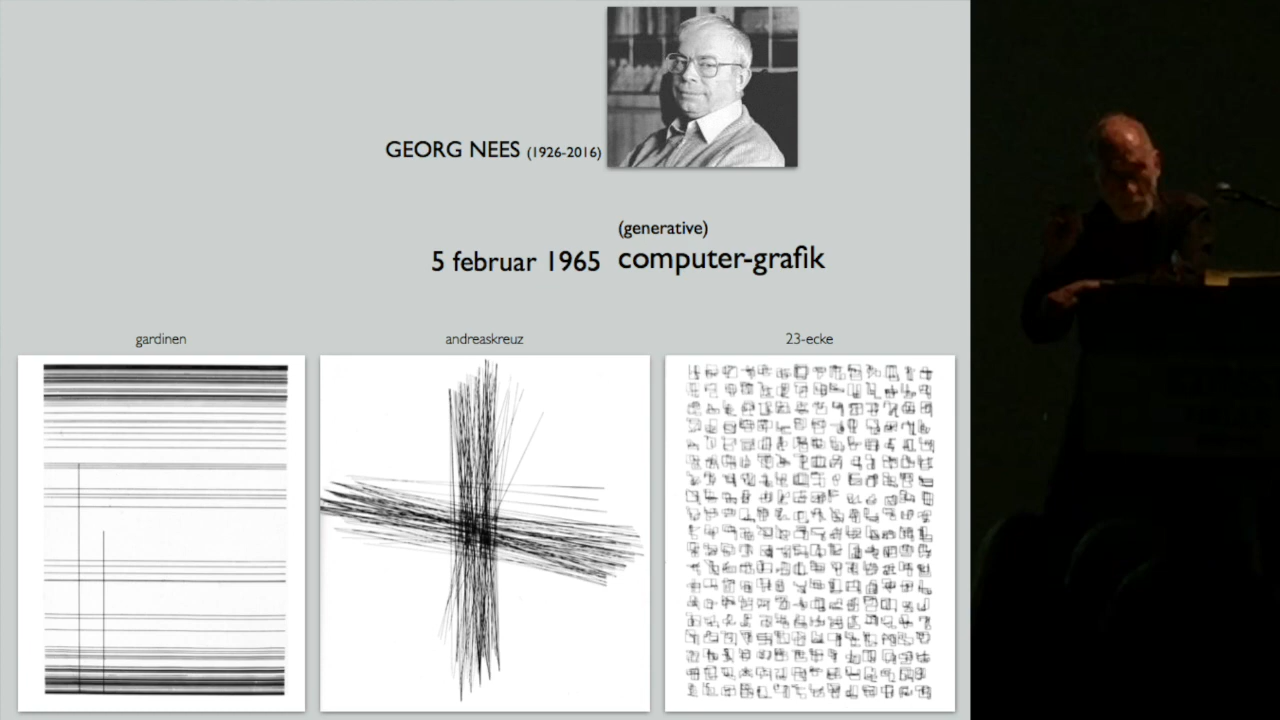 GEORG NEES (1926-2016)
(generative)
5 februar 1965 computer-grafik
gardinen
andreaskreuz
23-ecke